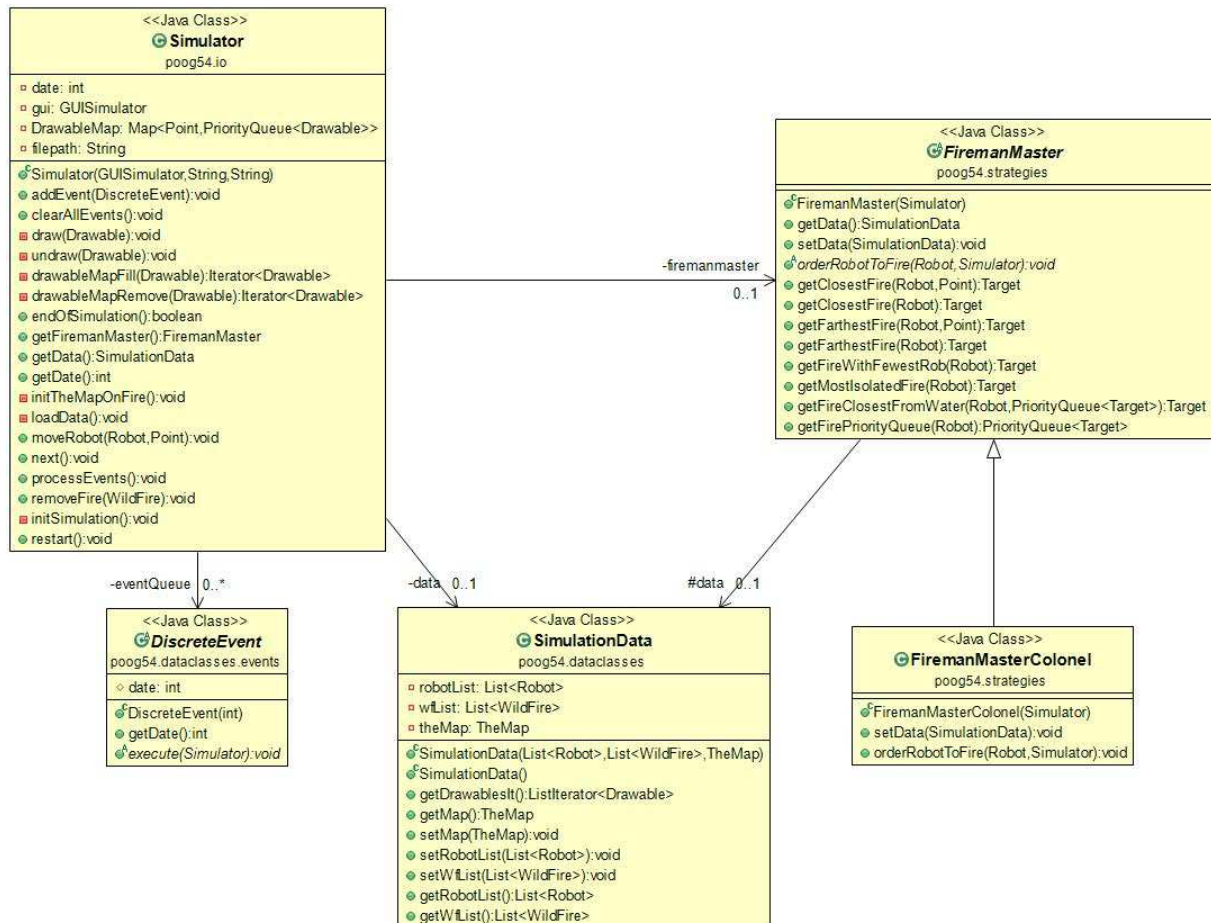 <<Java Class>>
Simulator
poog54.io
date: int
gui: GUISimulator
DrawableMap: Map<Point,PriorityQueue<Drawable>>
filepath: String
Simulator(GUISimulator,String,String)
addEvent(DiscreteEvent):void
clearAllEvents():void
draw(Drawable):void
undraw(Drawable):void
drawableMapFill(Drawable):Iterator<Drawable>
drawableMapRemove(Drawable):Iterator<Drawable>
endOfSimulation():boolean
getFiremanMaster():FiremanMaster
getData():SimulationData
getDate():int
initTheMapOnFire():void
loadData():void
moveRobot(Robot,Point):void
next():void
processEvents():void
removeFire(WildFire):void
initSimulation():void
restart():void
-firemanmaster
0..1
<<Java Class>>
FiremanMaster
poog54.strategies
FiremanMaster(Simulator)
getData():SimulationData
setData(SimulationData):void
orderRobotToFire(Robot,Simulator):void
getClosestFire(Robot,Point):Target
getClosestFire(Robot):Target
getFarthestFire(Robot,Point):Target
getFarthestFire(Robot):Target
getFireWithFewestRob(Robot):Target
getMostIsolatedFire(Robot):Target
getFireClosestFromWater(Robot,PriorityQueue<Target>):Target
getFirePriorityQueue(Robot):PriorityQueue<Target>
-eventQueue 0..*
-data 0..1
#data 0..1
<<Java Class>>
DiscreteEvent
poog54.dataclasses.events
date: int
DiscreteEvent(int)
getDate():int
execute(Simulator):void
<<Java Class>>
SimulationData
poog54.dataclasses
robotList: List<Robot>
wfList: List<WildFire>
theMap: TheMap
SimulationData(List<Robot>,List<WildFire>,TheMap)
SimulationData()
getDrawablesIt():ListIterator<Drawable>
getMap():TheMap
setMap(TheMap):void
setRobotList(List<Robot>):void
setWfList(List<WildFire>):void
getRobotList():List<Robot>
getWfList():List<WildFire>
<<Java Class>>
FiremanMasterColonel
poog54.strategies
FiremanMasterColonel(Simulator)
setData(SimulationData):void
orderRobotToFire(Robot,Simulator):void